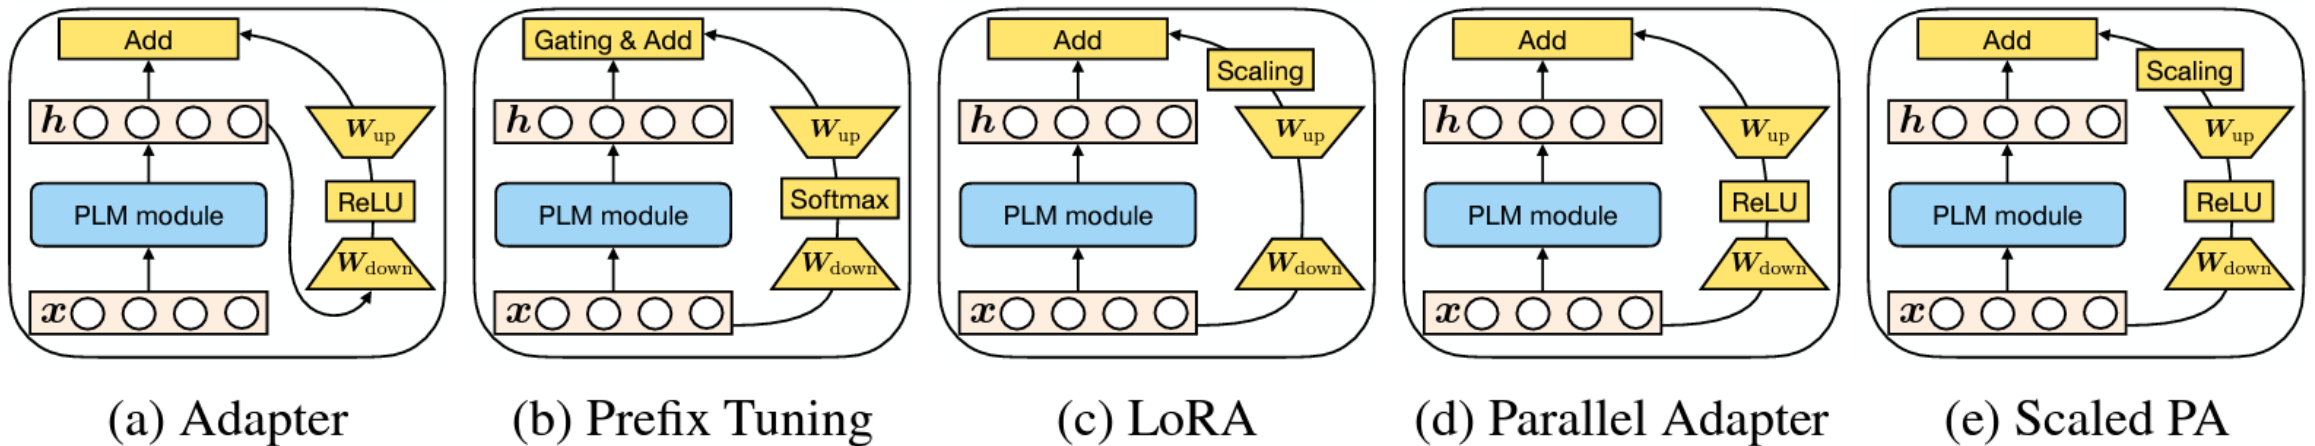 Add
h
W_up
ReLU
PLM module
W_down
x
(a) Adapter
Gating & Add
h
W_up
Softmax
PLM module
W_down
x
(b) Prefix Tuning
Add
Scaling
h
W_up
PLM module
W_down
x
(c) LoRA
Add
h
W_up
ReLU
PLM module
W_down
x
(d) Parallel Adapter
Add
Scaling
h
W_up
ReLU
PLM module
W_down
x
(e) Scaled PA